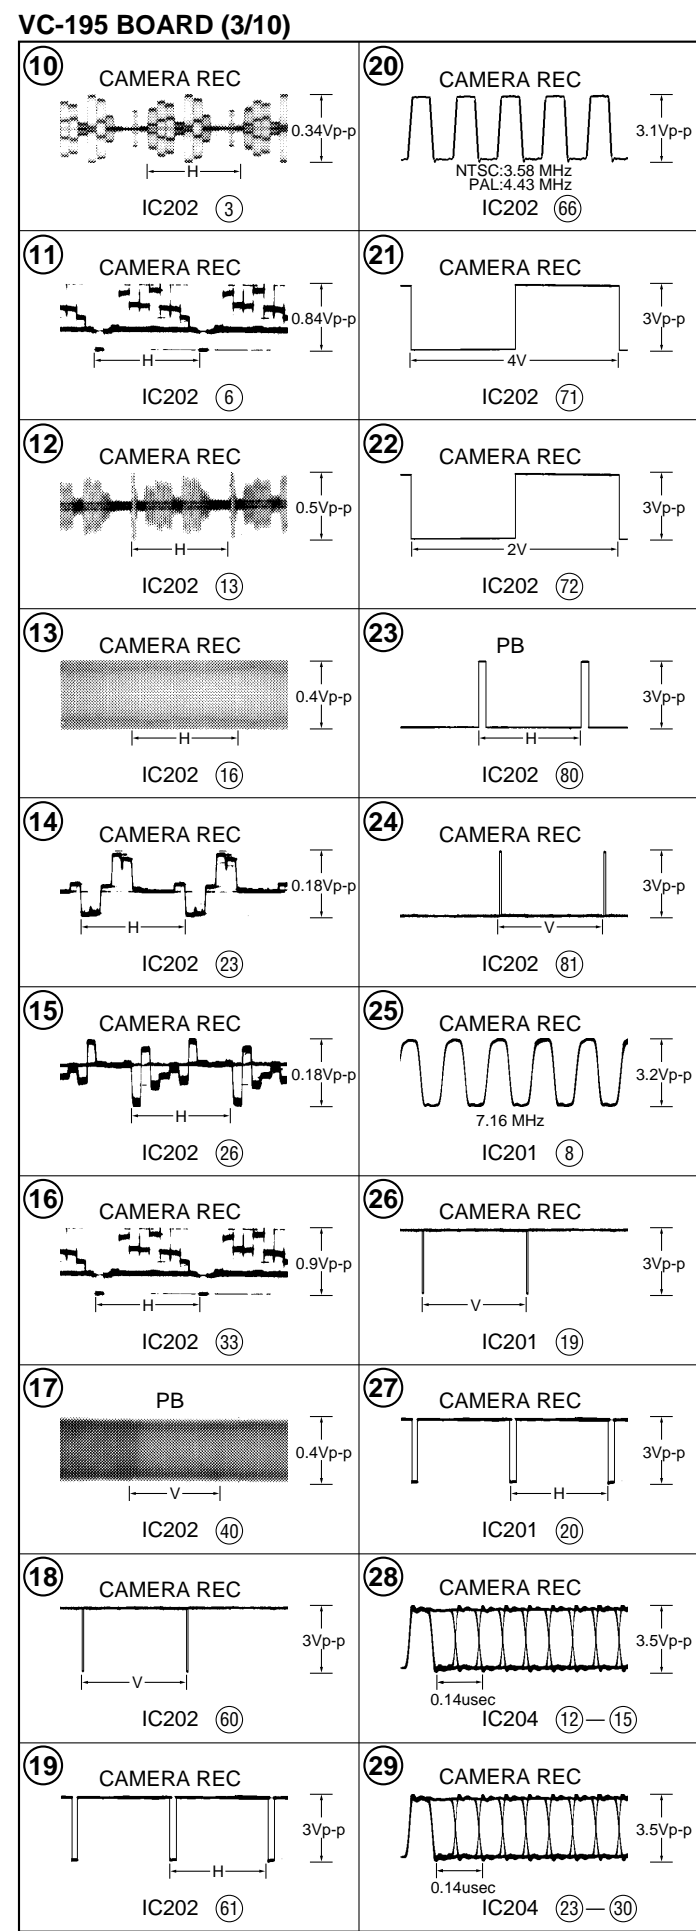 VC-195 BOARD (3/10)
10
CAMERA REC
0.34Vp-p
H
IC202 3
11
CAMERA REC
0.84Vp-p
H
IC202 6
12
CAMERA REC
0.5Vp-p
H
IC202 13
13
CAMERA REC
0.4Vp-p
H
IC202 16
14
CAMERA REC
0.18Vp-p
H
IC202 23
15
CAMERA REC
0.18Vp-p
H
IC202 26
16
CAMERA REC
0.9Vp-p
H
IC202 33
17
PB
0.4Vp-p
V
IC202 40
18
CAMERA REC
3Vp-p
V
IC202 60
19
CAMERA REC
3Vp-p
H
IC202 61
20
CAMERA REC
3.1Vp-p
NTSC:3.58 MHz
PAL:4.43 MHz
IC202 66
21
CAMERA REC
3Vp-p
4V
IC202 71
22
CAMERA REC
3Vp-p
2V
IC202 72
23
PB
3Vp-p
H
IC202 80
24
CAMERA REC
3Vp-p
V
IC202 81
25
CAMERA REC
3.2Vp-p
7.16 MHz
IC201 8
26
CAMERA REC
3Vp-p
V
IC201 19
27
CAMERA REC
3Vp-p
H
IC201 20
28
CAMERA REC
3.5Vp-p
0.14usec
IC204 12 — 15
29
CAMERA REC
3.5Vp-p
0.14usec
IC204 23 — 30